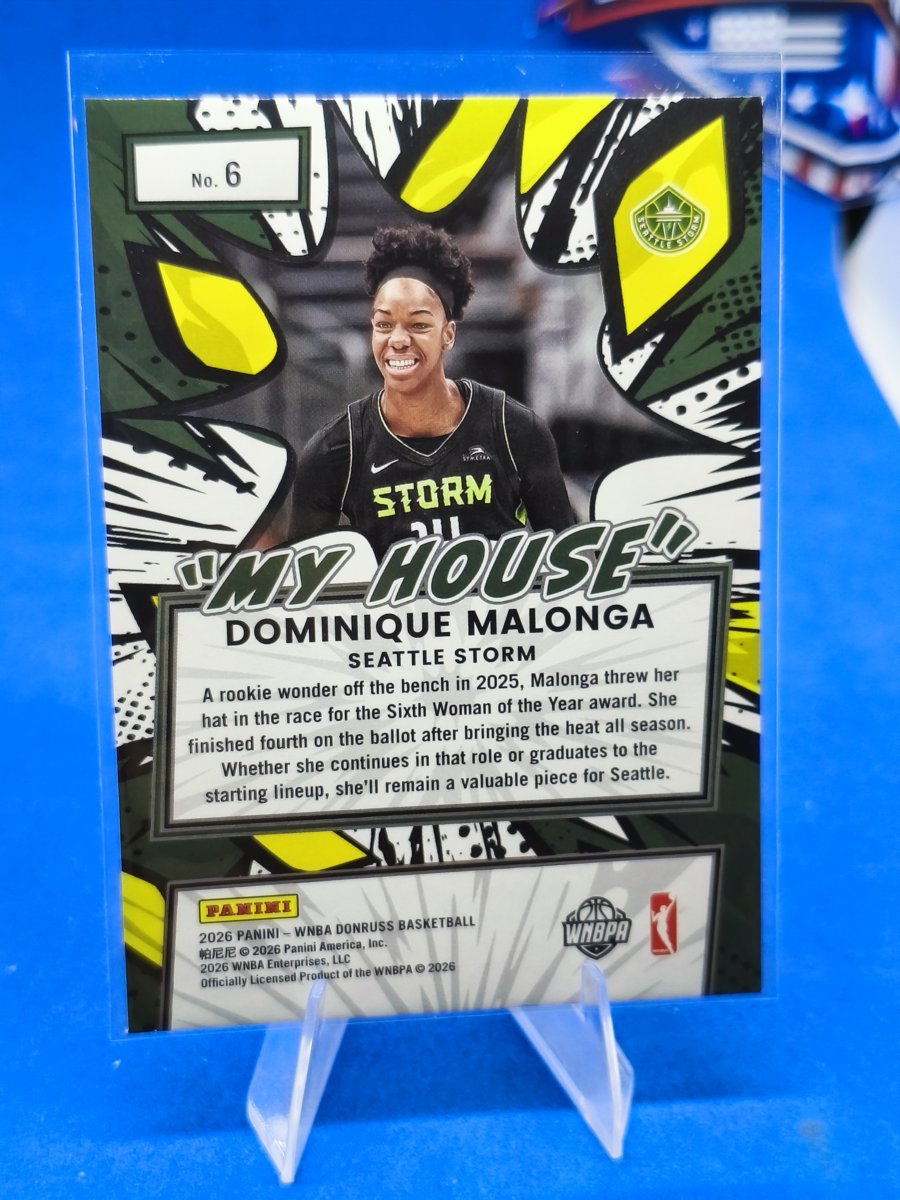 No. 6
SEATTLE STORM
SYMETRA
STORM
"MY HOUSE"
DOMINIQUE MALONGA
SEATTLE STORM
A rookie wonder off the bench in 2025, Malonga threw her
hat in the race for the Sixth Woman of the Year award. She
finished fourth on the ballot after bringing the heat all season.
Whether she continues in that role or graduates to the
starting lineup, she'll remain a valuable piece for Seattle.
PANINI
2026 PANINI – WNBA DONRUSS BASKETBALL
帕尼尼 © 2026 Panini America, Inc.
2026 WNBA Enterprises, LLC
Officially Licensed Product of the WNBPA © 2026
WNBPA